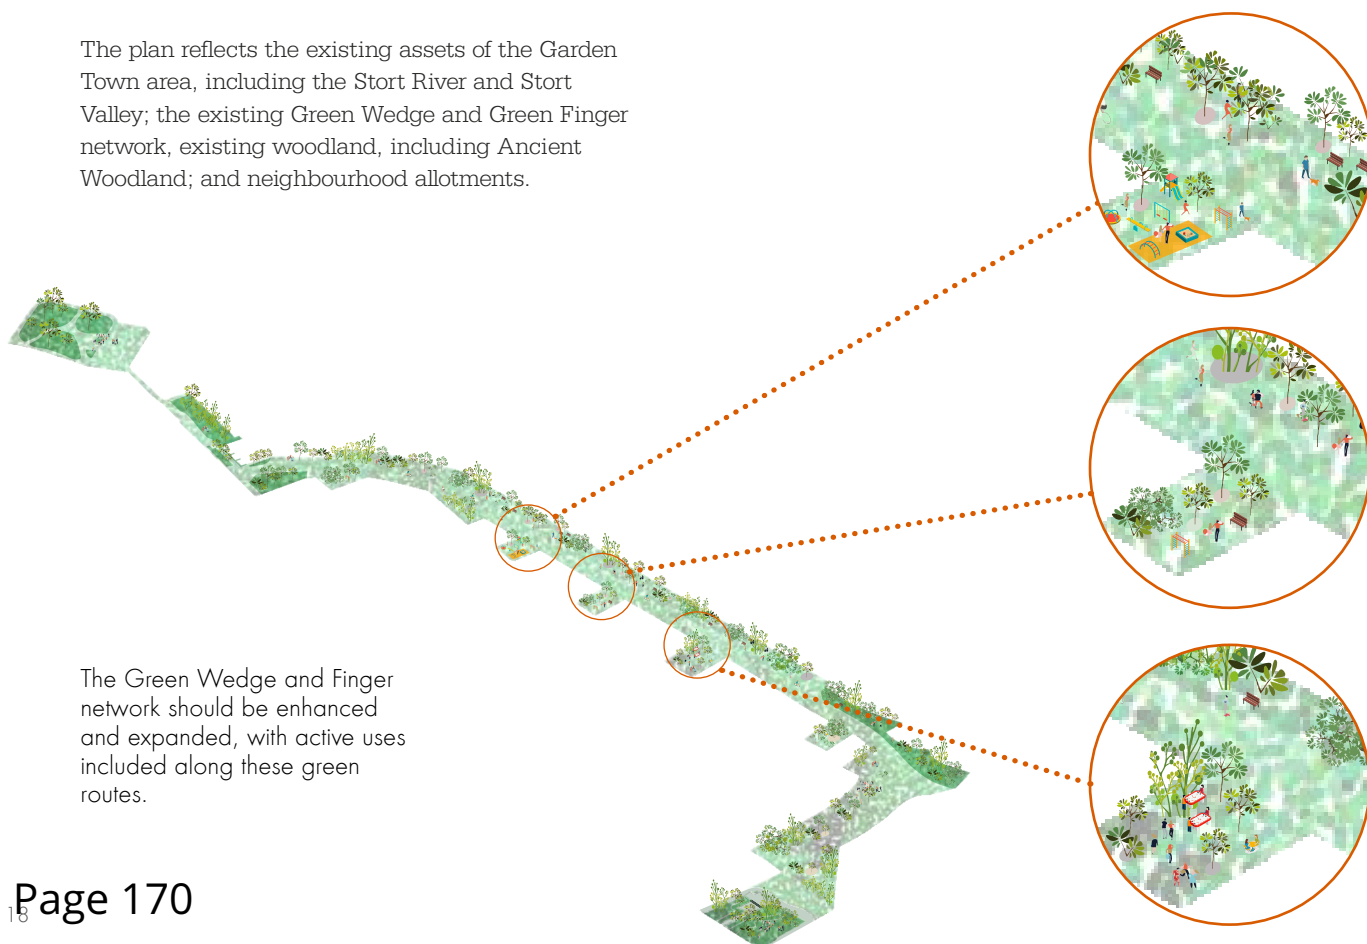 The plan reflects the existing assets of the Garden
Town area, including the Stort River and Stort
Valley; the existing Green Wedge and Green Finger
network, existing woodland, including Ancient
Woodland; and neighbourhood allotments.
The Green Wedge and Finger
network should be enhanced
and expanded, with active uses
included along these green
routes.
Page 170
18